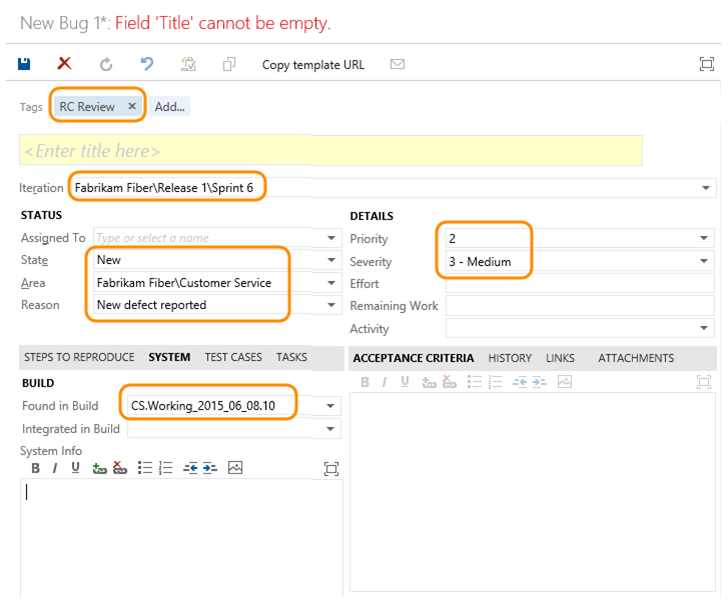 New Bug 1*: Field 'Title' cannot be empty.
Copy template URL
Tags RC Review × Add...
<Enter title here>
Iteration Fabrikam Fiber\Release 1\Sprint 6
STATUS
Assigned To Type or select a name
State New
Area Fabrikam Fiber\Customer Service
Reason New defect reported
DETAILS
Priority 2
Severity 3 - Medium
Effort
Remaining Work
Activity
STEPS TO REPRODUCE SYSTEM TEST CASES TASKS
BUILD
Found in Build CS.Working_2015_06_08.10
Integrated in Build
System Info
B I U
ACCEPTANCE CRITERIA HISTORY LINKS ATTACHMENTS
B I U